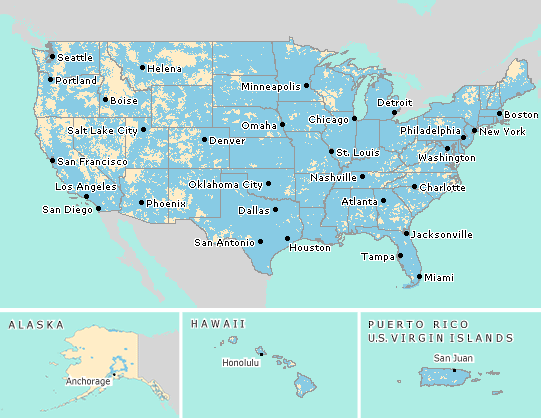 Seattle
Helena
Portland
Minneapolis
Boise
Detroit
Boston
Chicago
Omaha
Salt Lake City
Philadelphia
New York
Denver
St. Louis
Washington
San Francisco
Nashville
Los Angeles
Oklahoma City
Charlotte
Phoenix
Atlanta
San Diego
Dallas
Jacksonville
San Antonio
Houston
Tampa
Miami
ALASKA
Anchorage
HAWAII
Honolulu
PUERTO RICO
U.S. VIRGIN ISLANDS
San Juan